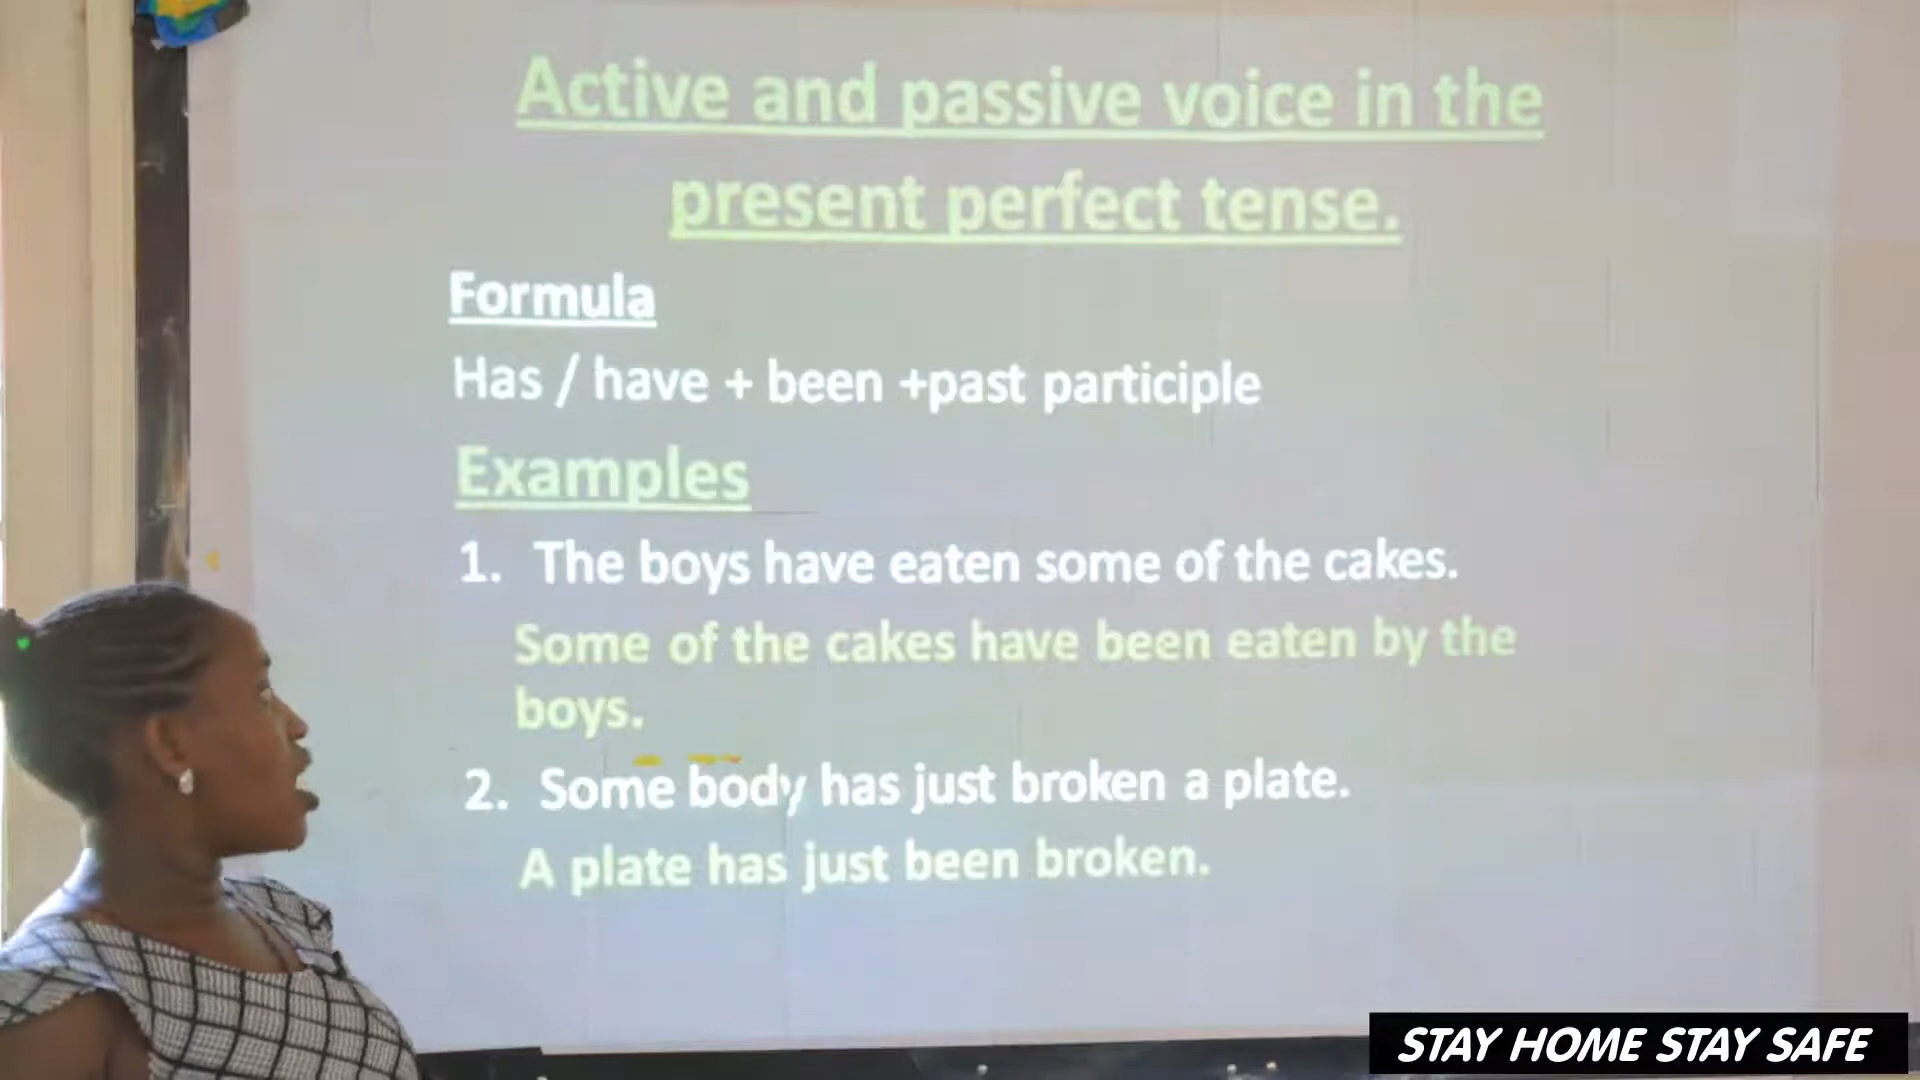 Active and passive voice in the
present perfect tense.
Formula
Has / have + been +past participle
Examples
1. The boys have eaten some of the cakes.
Some of the cakes have been eaten by the
boys.
2. Some body has just broken a plate.
A plate has just been broken.
STAY HOME STAY SAFE